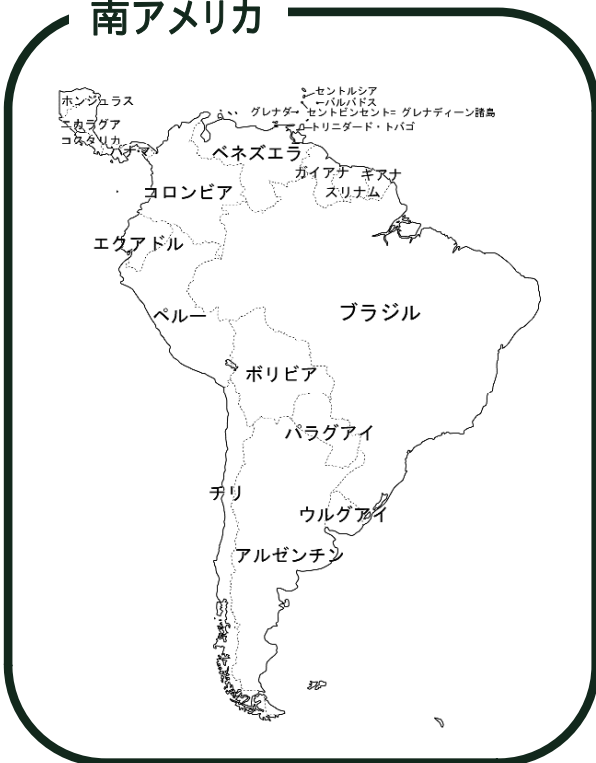 南アメリカ
セントルシア
ホンジュラス
←バルバドス
グレナダ→ セントビンセント= グレナディーン諸島
ニカラグア
トリニダード・トバゴ
コスタリカ
パナマ
ベネズエラ
ガイアナ ギアナ
スリナム
コロンビア
エクアドル
ペルー
ブラジル
ボリビア
パラグアイ
チリ
ウルグアイ
アルゼンチン